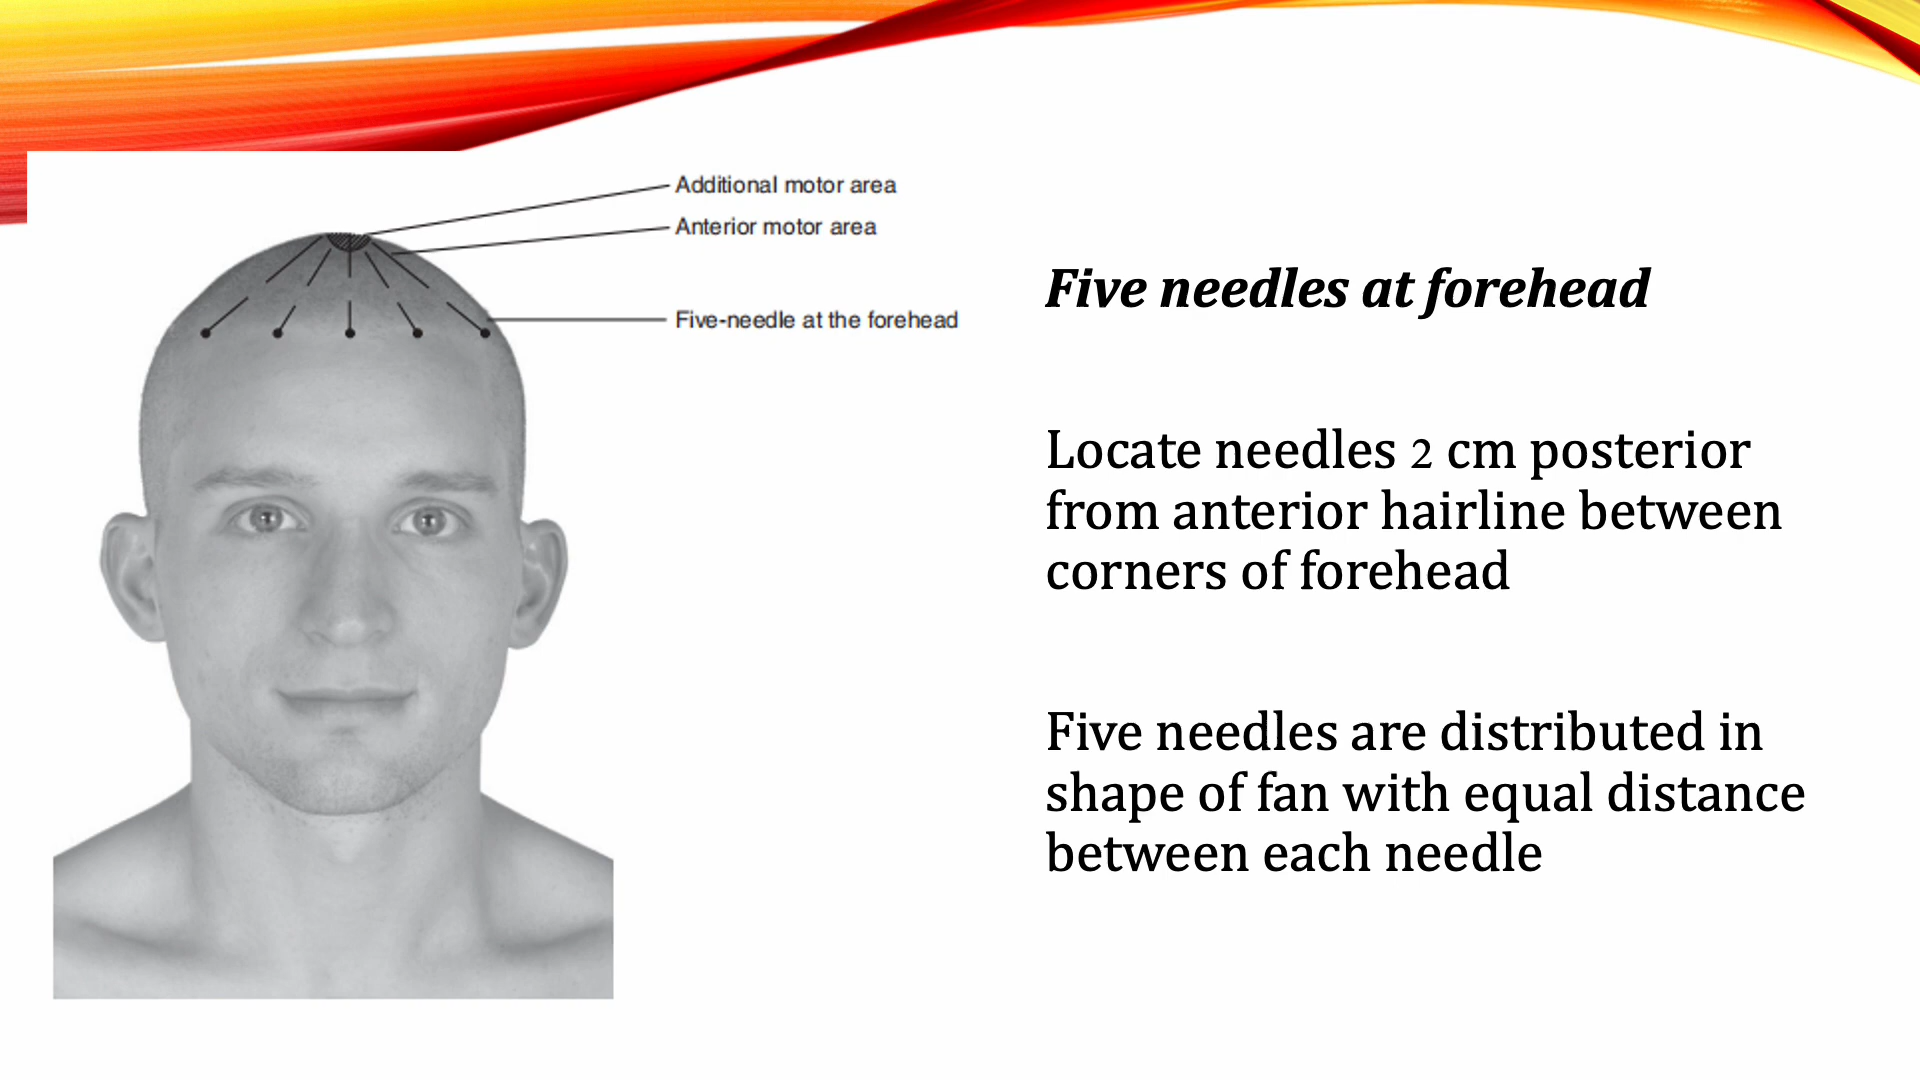 Additional motor area
Anterior motor area
Five-needle at the forehead
Five needles at forehead
Locate needles 2 cm posterior
from anterior hairline between
corners of forehead
Five needles are distributed in
shape of fan with equal distance
between each needle